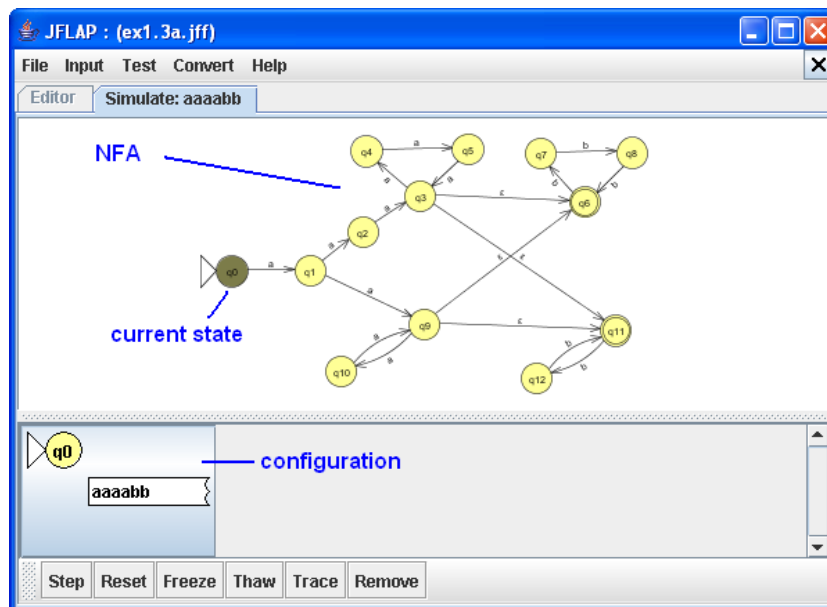 JFLAP : (ex1.3a.jff)
File Input Test Convert Help
Editor Simulate: aaaabb
NFA
q4 a q5
q7 b q8
a a
b b
q3 ε q6
a
q2
a
ε ε
q0 a q1
a
current state
q9 ε q11
a a
b b
q10
q12
q0
configuration
aaaabb
Step Reset Freeze Thaw Trace Remove